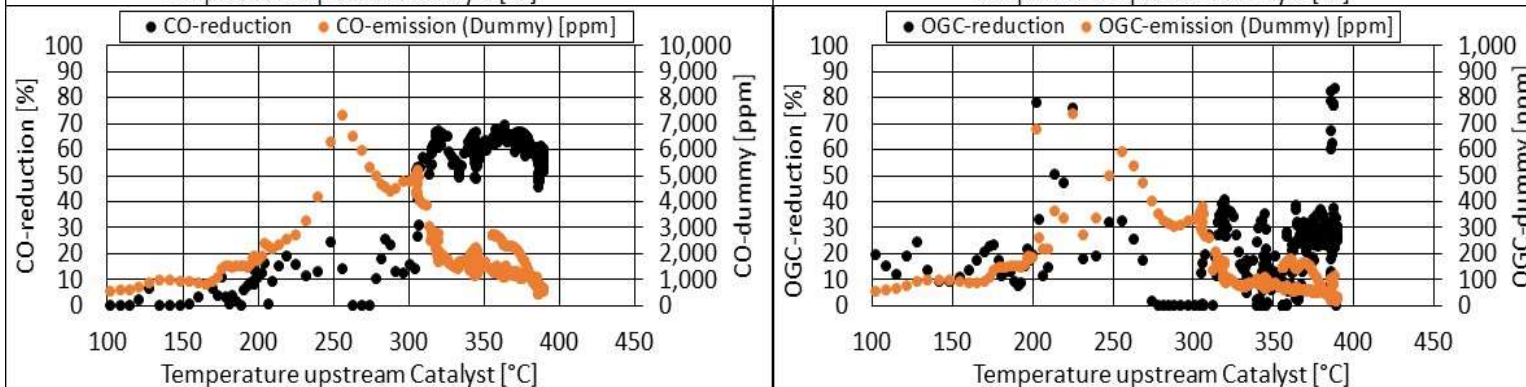 CO-reduction CO-emission (Dummy) [ppm]
100 10,000
90 9,000
80 8,000
70 7,000
60 6,000
50 5,000
40 4,000
30 3,000
20 2,000
10 1,000
0 0
CO-reduction [%]
CO-dummy [ppm]
100 150 200 250 300 350 400 450
Temperature upstream Catalyst [°C]
OGC-reduction OGC-emission (Dummy) [ppm]
100 1,000
90 900
80 800
70 700
60 600
50 500
40 400
30 300
20 200
10 100
0 0
OGC-reduction [%]
OGC-dummy [ppm]
100 150 200 250 300 350 400 450
Temperature upstream Catalyst [°C]